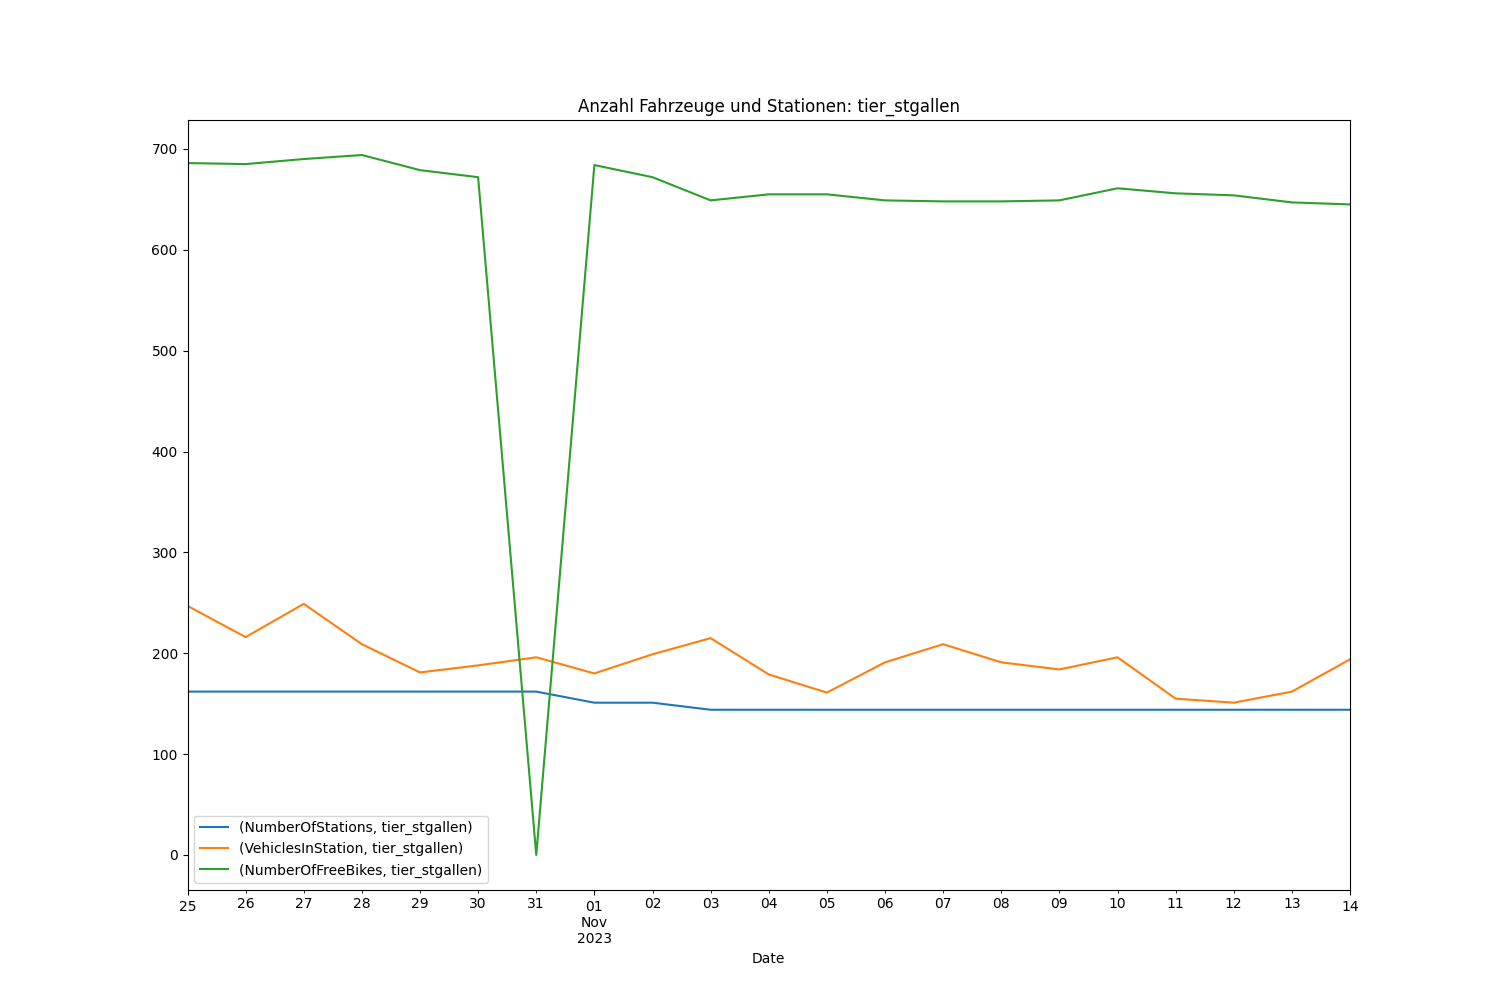 Anzahl Fahrzeuge und Stationen: tier_stgallen
700
600
500
400
300
200
100
0
(NumberOfStations, tier_stgallen)
(VehiclesInStation, tier_stgallen)
(NumberOfFreeBikes, tier_stgallen)
25 26 27 28 29 30 31 01 02 03 04 05 06 07 08 09 10 11 12 13 14
Nov
2023
Date